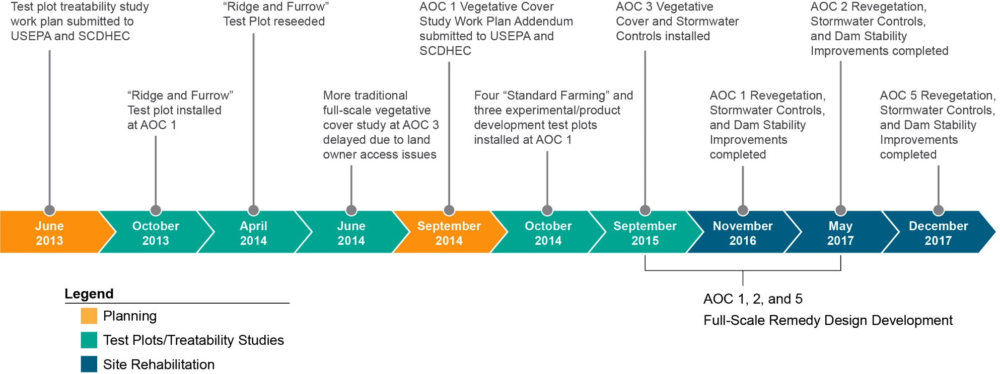 Test plot treatability study
work plan submitted to
USEPA and SCDHEC
“Ridge and Furrow”
Test Plot reseeded
AOC 1 Vegetative Cover
Study Work Plan Addendum
submitted to USEPA and
SCDHEC
AOC 3 Vegetative
Cover and Stormwater
Controls installed
AOC 2 Revegetation,
Stormwater Controls,
and Dam Stability
Improvements completed
“Ridge and Furrow”
Test plot installed
at AOC 1
More traditional
full-scale vegetative
cover study at AOC 3
delayed due to land
owner access issues
Four “Standard Farming” and
three experimental/product
development test plots
installed at AOC 1
AOC 1 Revegetation,
Stormwater Controls,
and Dam Stability
Improvements
completed
AOC 5 Revegetation,
Stormwater Controls,
and Dam Stability
Improvements
completed
June
2013
October
2013
April
2014
June
2014
September
2014
October
2014
September
2015
November
2016
May
2017
December
2017
AOC 1, 2, and 5
Full-Scale Remedy Design Development
Legend
Planning
Test Plots/Treatability Studies
Site Rehabilitation